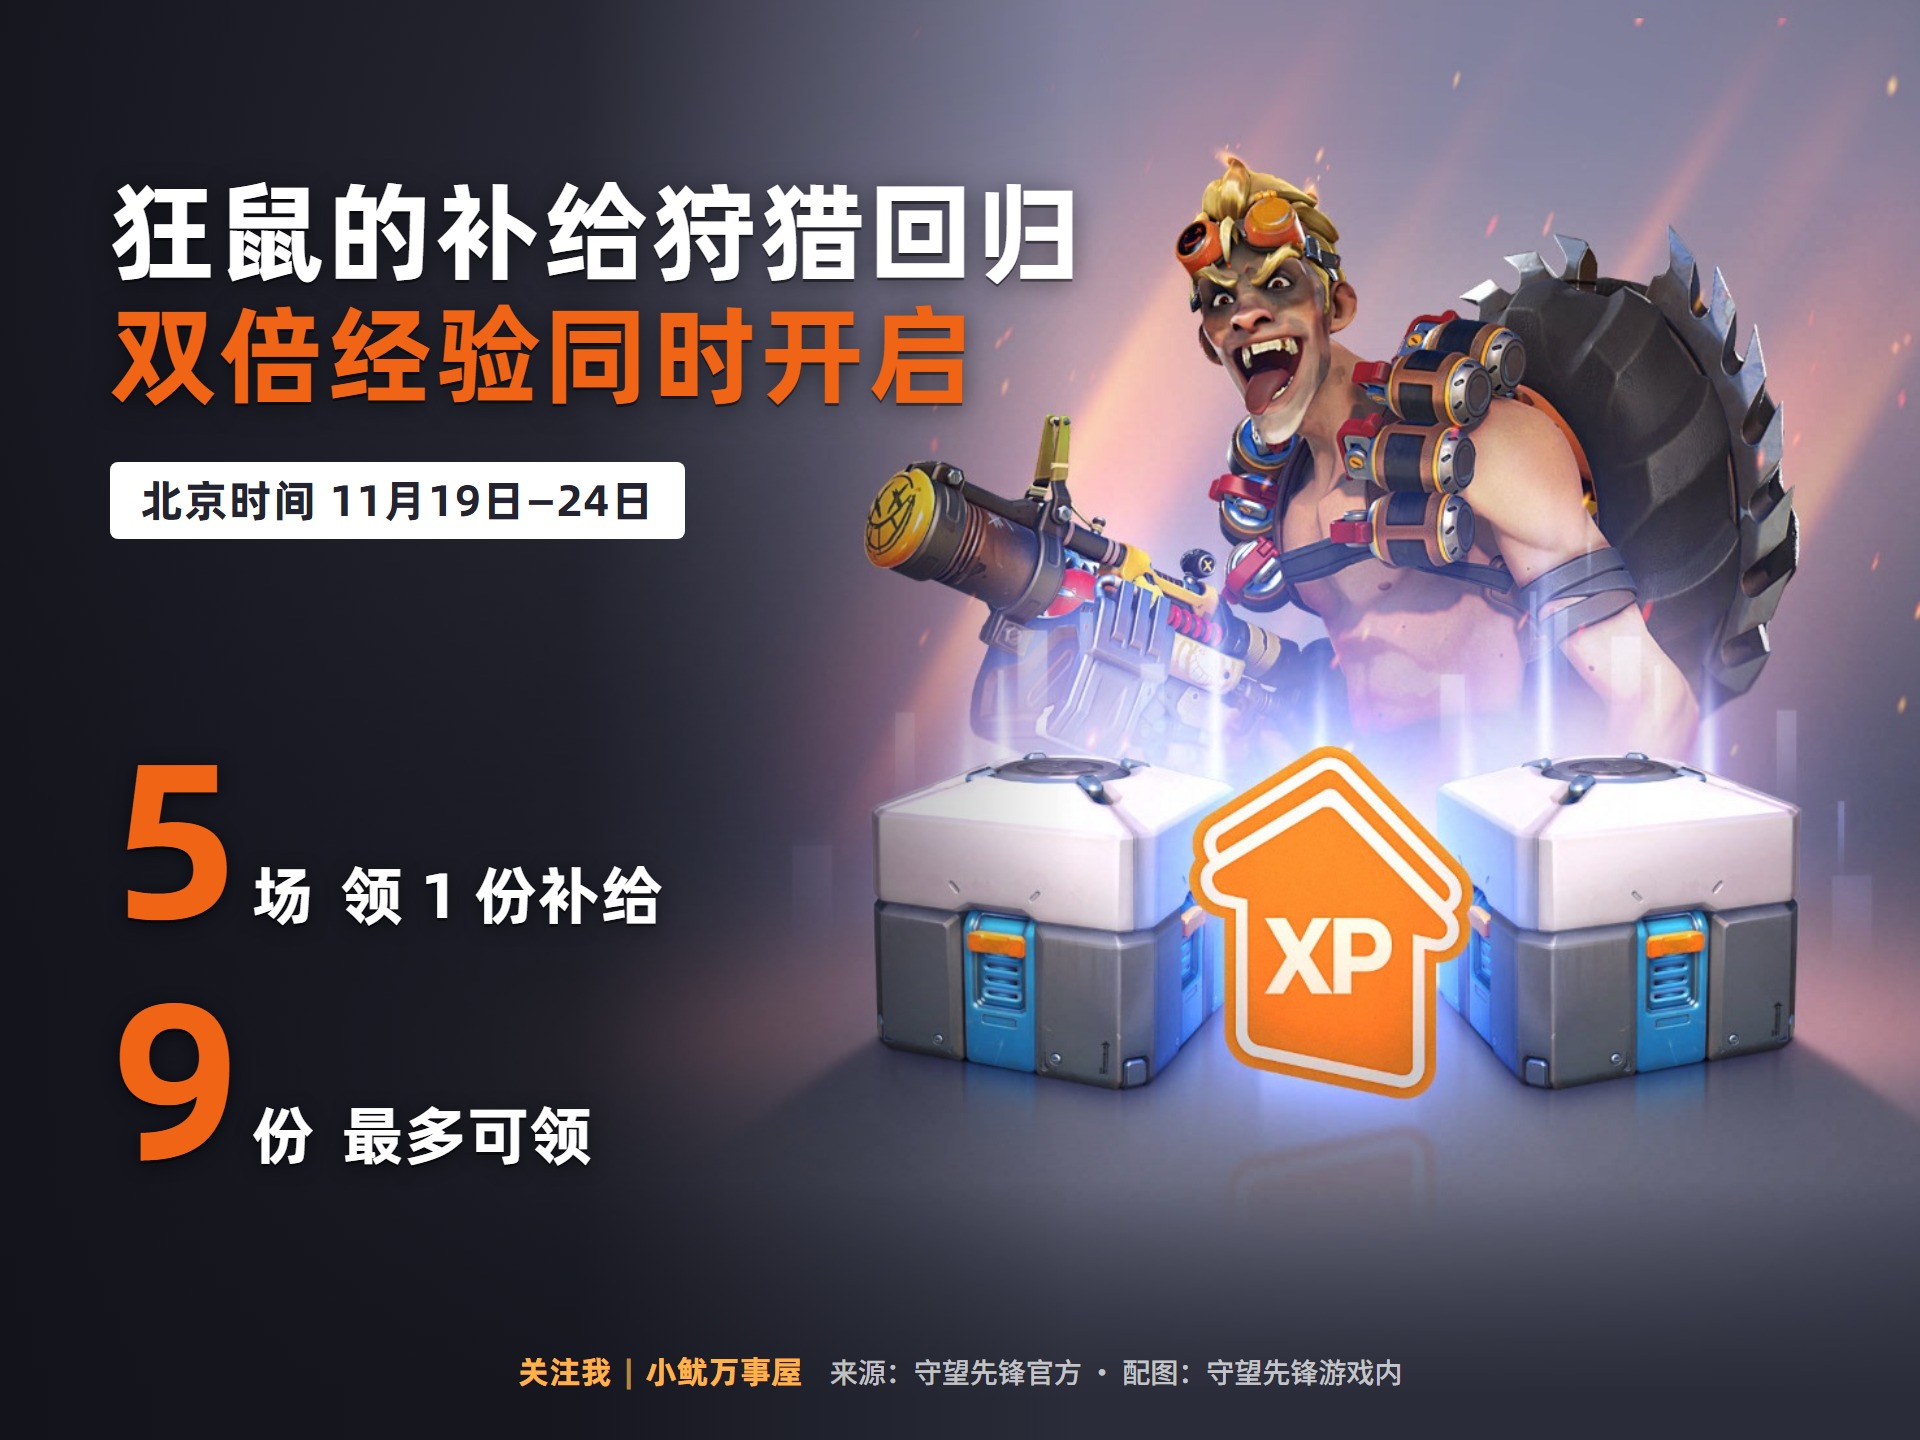 狂鼠的补给狩猎回归
双倍经验同时开启
北京时间 11月19日–24日
5 场 领 1 份补给
9 份 最多可领
XP
关注我 | 小鱿万事屋 来源：守望先锋官方 · 配图：守望先锋游戏内